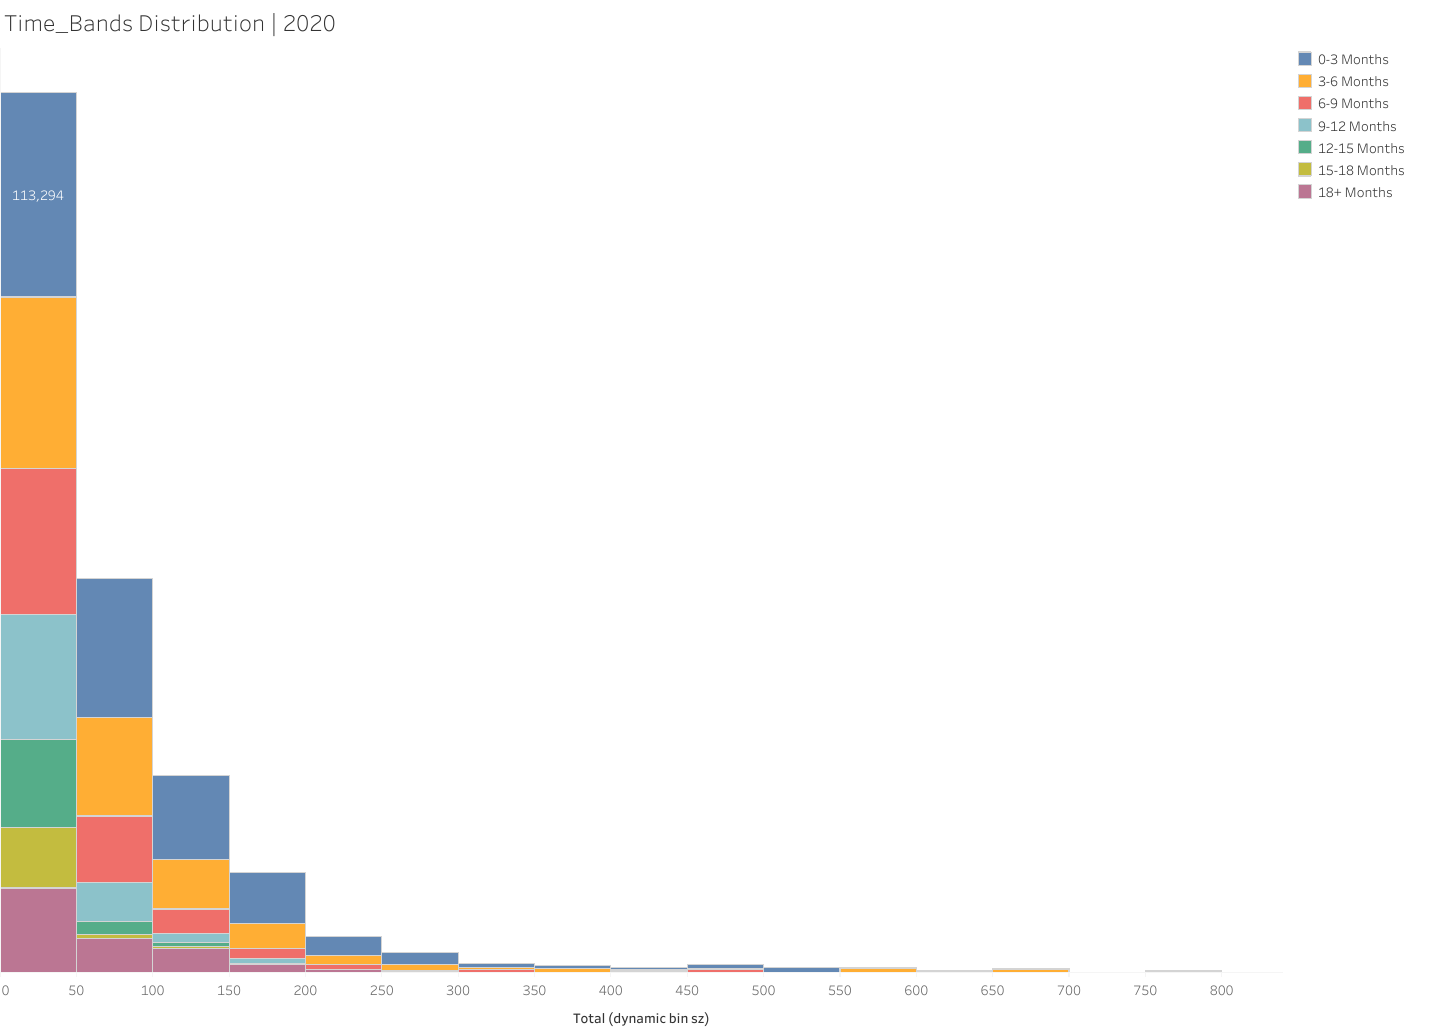 Time_Bands Distribution | 2020
0-3 Months
3-6 Months
6-9 Months
9-12 Months
12-15 Months
15-18 Months
18+ Months
113,294
0 50 100 150 200 250 300 350 400 450 500 550 600 650 700 750 800
Total (dynamic bin sz)